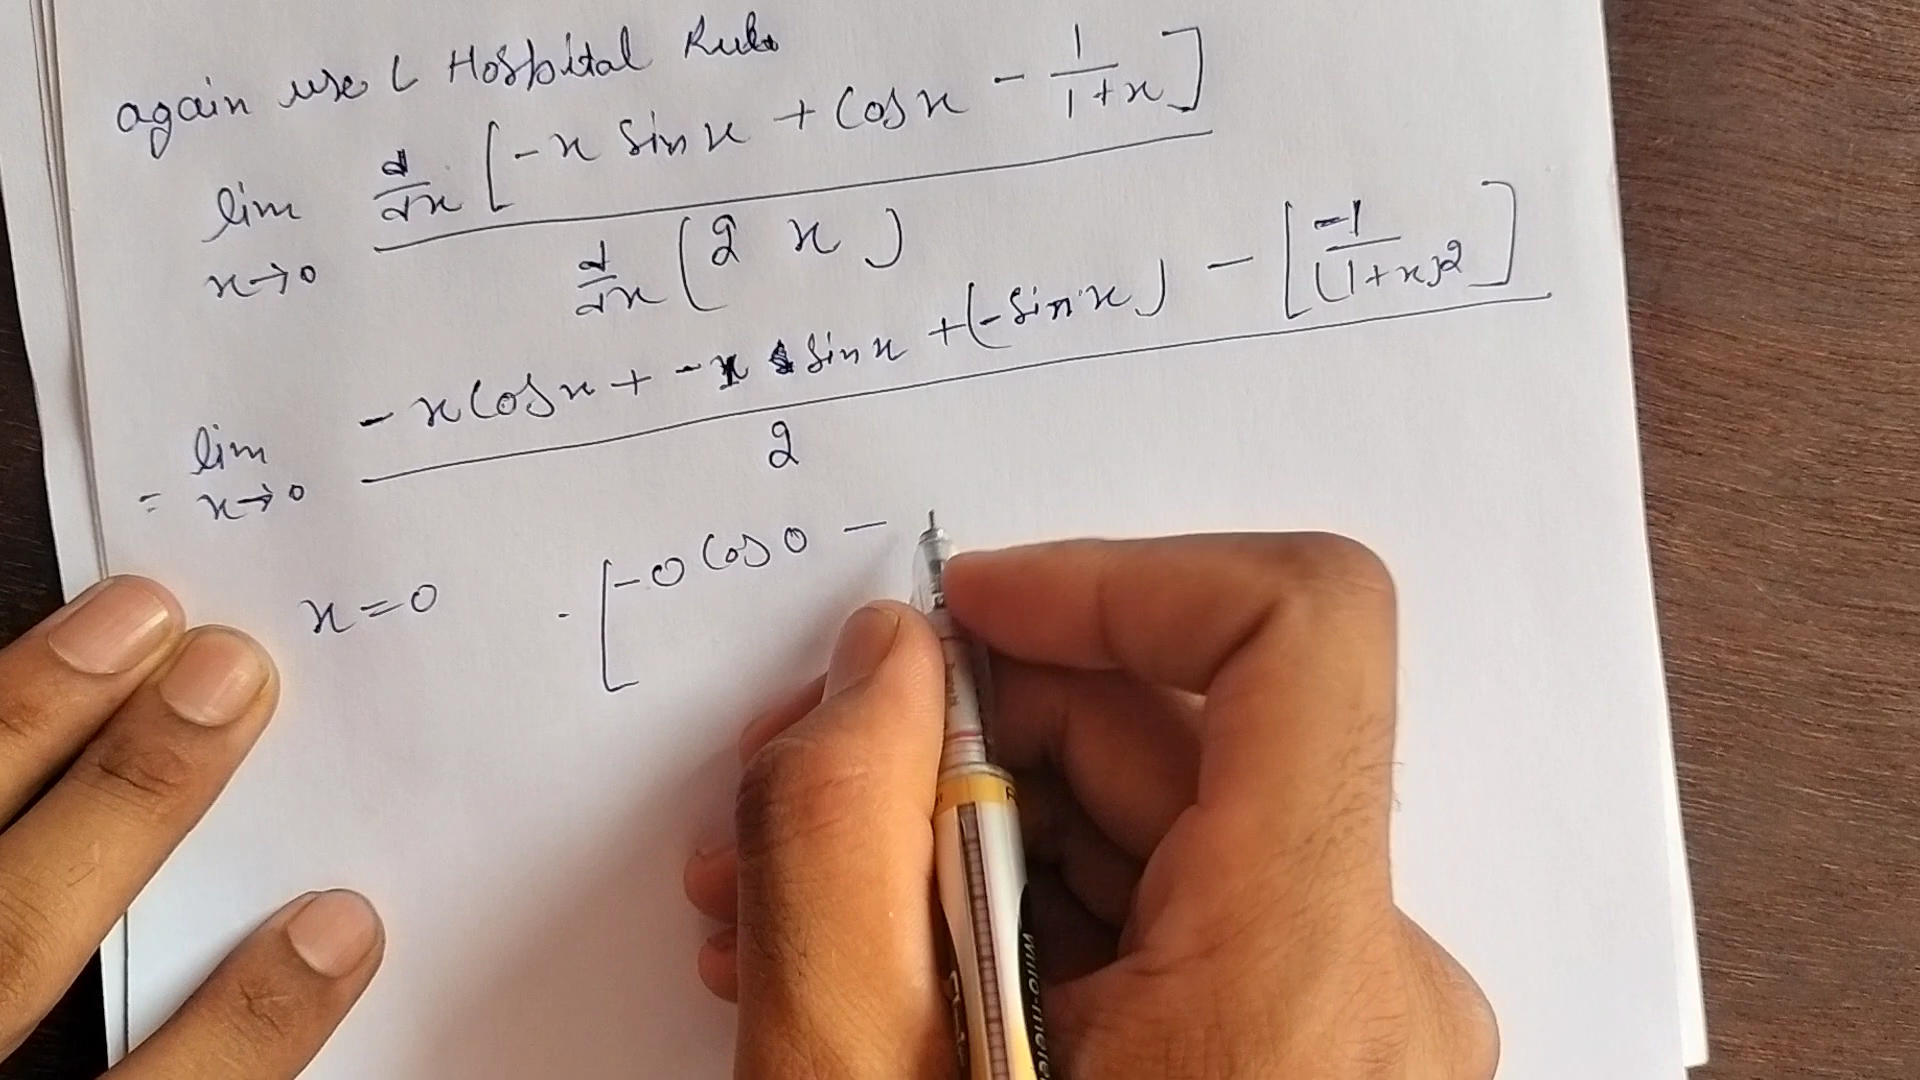 again use L Hospital Rule
lim x→0 d/dx [-x sin x + cos x - 1/1+x]
d/dx (2 x)
= lim x→0 -x cos x + -1 sin x + (-sin x) - [-1/(1+x)2]
2
x=0 [-0 cos 0 -